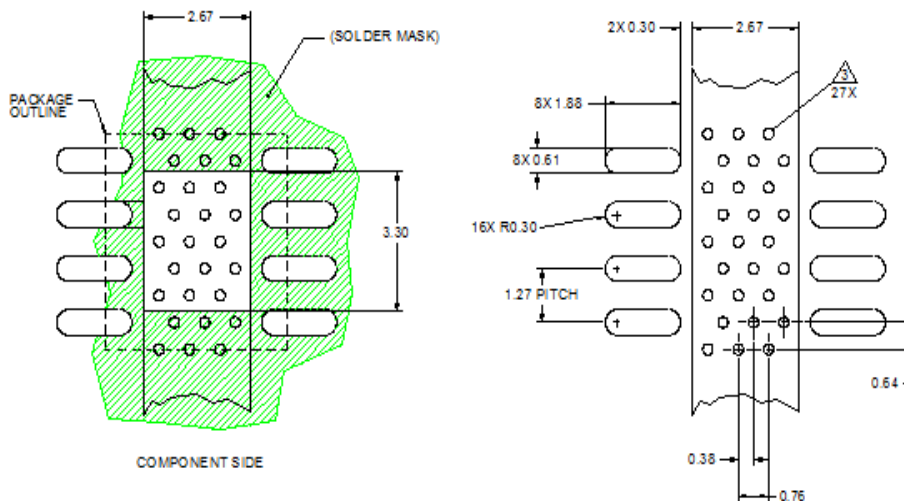 2.67
(SOLDER MASK)
PACKAGE
OUTLINE
3.30
COMPONENT SIDE
2X 0.30
2.67
3
27X
8X 1.88
8X 0.61
16X R0.30
1.27 PITCH
0.64
0.38
0.76